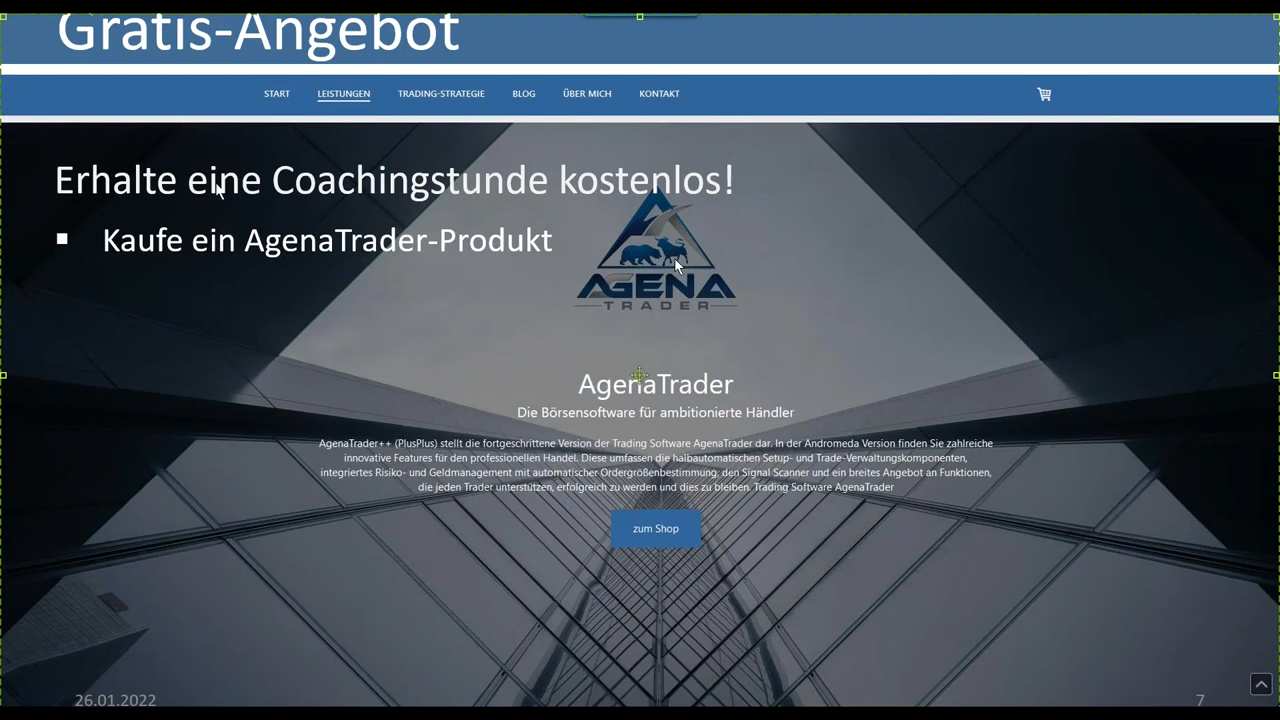 Gratis-Angebot
START LEISTUNGEN TRADING-STRATEGIE BLOG ÜBER MICH KONTAKT
Erhalte eine Coachingstunde kostenlos!
▪ Kaufe ein AgenaTrader-Produkt
AGENA
TRADER
AgenaTrader
Die Börsensoftware für ambitionierte Händler
AgenaTrader++ (PlusPlus) stellt die fortgeschrittene Version der Trading Software AgenaTrader dar. In der Andromeda Version finden Sie zahlreiche
innovative Features für den professionellen Handel. Diese umfassen die halbautomatischen Setup- und Trade-Verwaltungskomponenten,
integriertes Risiko- und Geldmanagement mit automatischer Ordergrößenbestimmung, den Signal Scanner und ein breites Angebot an Funktionen,
die jeden Trader unterstützen, erfolgreich zu werden und dies zu bleiben. Trading Software AgenaTrader
zum Shop
26.01.2022
7